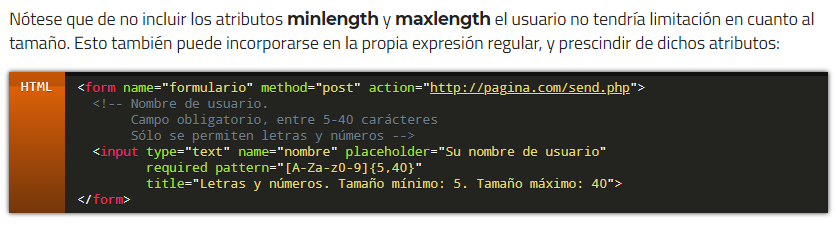 Nótese que de no incluir los atributos minlength y maxlength el usuario no tendría limitación en cuanto al
tamaño. Esto también puede incorporarse en la propia expresión regular, y prescindir de dichos atributos:
HTML
<form name="formulario" method="post" action="http://pagina.com/send.php">
<!-- Nombre de usuario.
Campo obligatorio, entre 5-40 carácteres
Sólo se permiten letras y números -->
<input type="text" name="nombre" placeholder="Su nombre de usuario"
required pattern="[A-Za-z0-9]{5,40}"
title="Letras y números. Tamaño mínimo: 5. Tamaño máximo: 40">
</form>